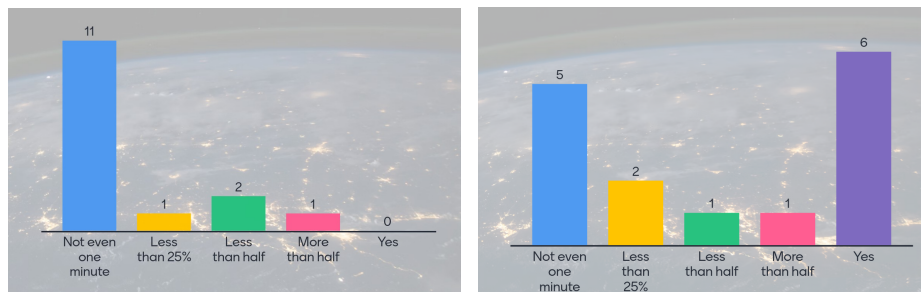 11
1
2
1
0
Not even
one
minute
Less
than 25%
Less
than half
More
than half
Yes
5
2
1
1
6
Not even
one
minute
Less
than
25%
Less
than half
More
than half
Yes